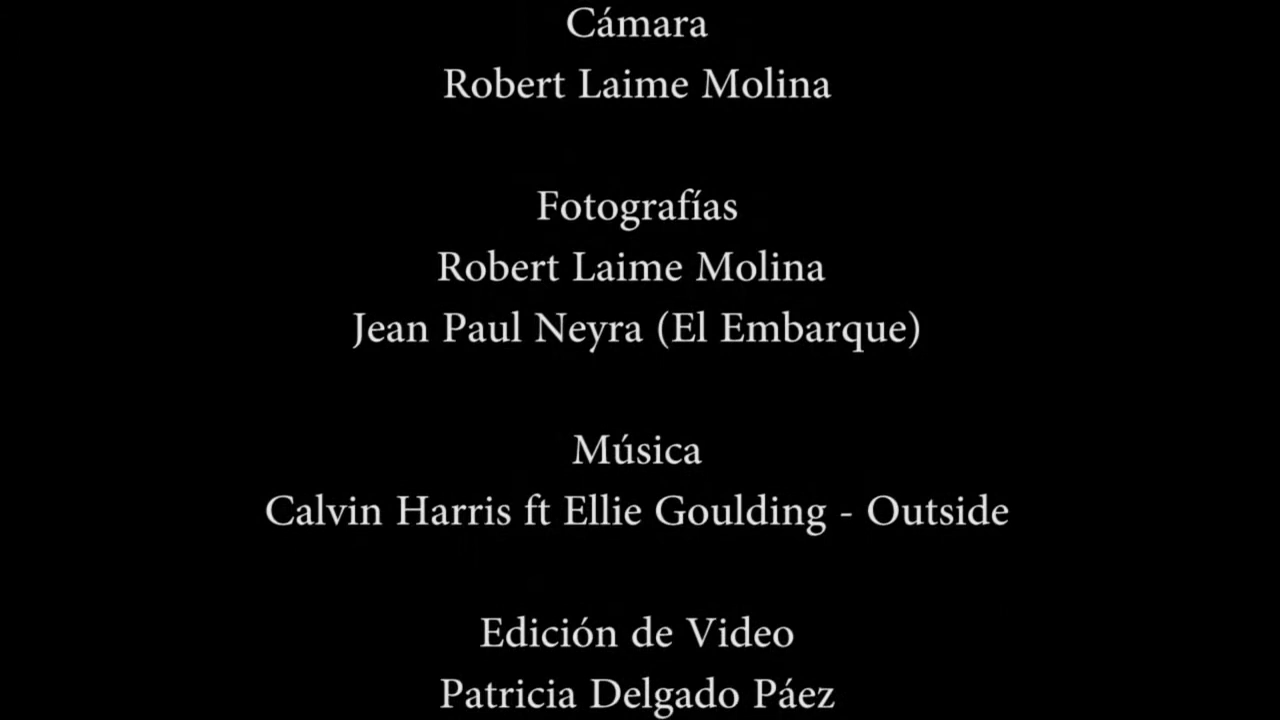 Cámara
Robert Laime Molina
Fotografías
Robert Laime Molina
Jean Paul Neyra (El Embarque)
Música
Calvin Harris ft Ellie Goulding - Outside
Edición de Video
Patricia Delgado Páez